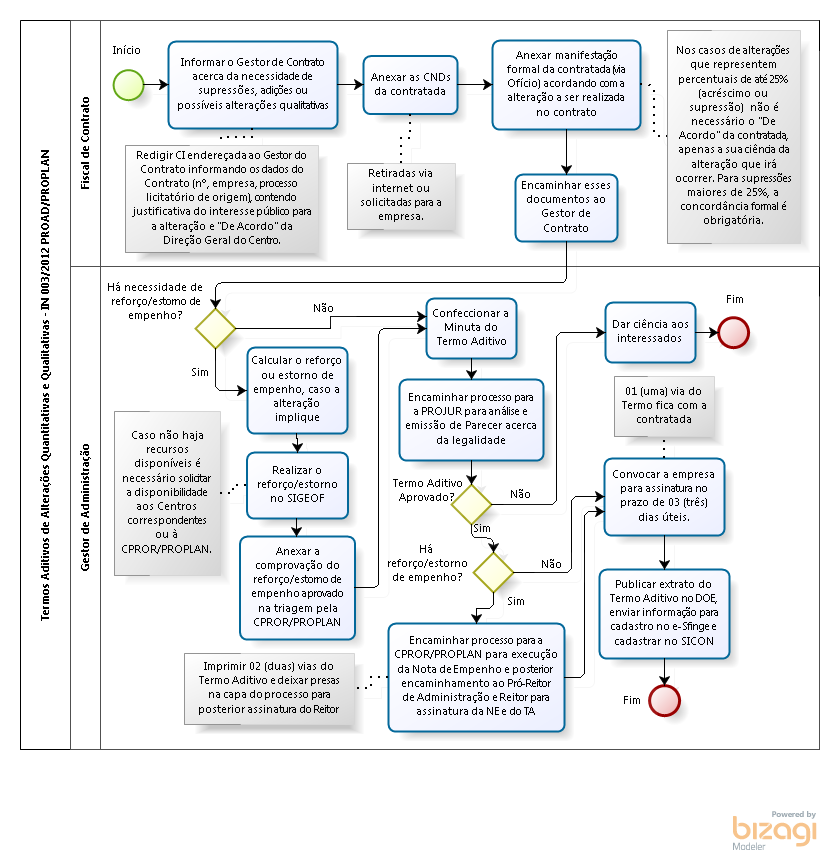 Termos Aditivos de Alterações Quantitativas e Qualitativas - IN 003/2012 PROAD/PROPLAN
Fiscal de Contrato
Início
Informar o Gestor de Contrato
acerca da necessidade de
supressões, adições ou
possíveis alterações qualitativas
Anexar as CNDs
da contratada
Anexar manifestação
formal da contratada (via
Ofício) acordando com a
alteração a ser realizada
no contrato
Nos casos de alterações
que representem
percentuais de até 25%
(acréscimo ou
supressão) não é
necessário o "De
Acordo" da contratada,
apenas a sua ciência da
alteração que irá
ocorrer. Para supressões
maiores de 25%, a
concordância formal é
obrigatória.
Redigir CI endereçada ao Gestor do
Contrato informando os dados do
Contrato (nº, empresa, processo
licitatório de origem), contendo
justificativa do interesse público para
a alteração e "De Acordo" da
Direção Geral do Centro.
Retiradas via
internet ou
solicitadas para a
empresa.
Encaminhar esses
documentos ao
Gestor de
Contrato
Gestor de Administração
Há necessidade de
reforço/estorno de
empenho?
Não
Sim
Confeccionar a
Minuta do
Termo Aditivo
Dar ciência aos
interessados
Fim
Calcular o reforço
ou estorno de
empenho, caso a
alteração
implique
Encaminhar processo para
a PROJUR para análise e
emissão de Parecer acerca
da legalidade
01 (uma) via do
Termo fica com a
contratada
Caso não haja
recursos
disponíveis é
necessário solicitar
a disponibilidade
aos Centros
correspondentes
ou à
CPROR/PROPLAN.
Realizar o
reforço/estorno
no SIGEOF
Termo Aditivo
Aprovado?
Não
Sim
Convocar a empresa
para assinatura no
prazo de 03 (três)
dias úteis.
Anexar a
comprovação do
reforço/estorno de
empenho aprovado
na triagem pela
CPROR/PROPLAN
Há
reforço/estorno
de empenho?
Não
Sim
Publicar extrato do
Termo Aditivo no DOE,
enviar informação para
cadastro no e-Sfinge e
cadastrar no SICON
Imprimir 02 (duas) vias do
Termo Aditivo e deixar presas
na capa do processo para
posterior assinatura do Reitor
Encaminhar processo para a
CPROR/PROPLAN para execução
da Nota de Empenho e posterior
encaminhamento ao Pró-Reitor
de Administração e Reitor para
assinatura da NE e do TA
Fim
Powered by
bizagi
Modeler